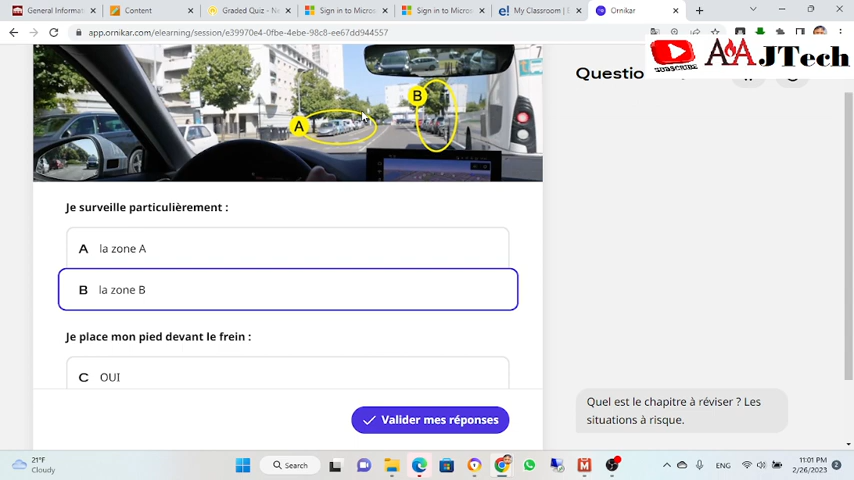 General Informat
Content
Graded Quiz - Ne
Sign in to Micros
Sign in to Micros
My Classroom | D
Ornikar
app.ornikar.com/elearning/session/e39970e4-0fbe-4ebe-98c8-ee67dd944557
SUBSCRIBE
AAJTech
Questio
A
B
Je surveille particulièrement :
A la zone A
B la zone B
Je place mon pied devant le frein :
C OUI
Valider mes réponses
Quel est le chapitre à réviser ? Les
situations à risque.
21°F
Cloudy
Search
ENG
11:01 PM
2/26/2023